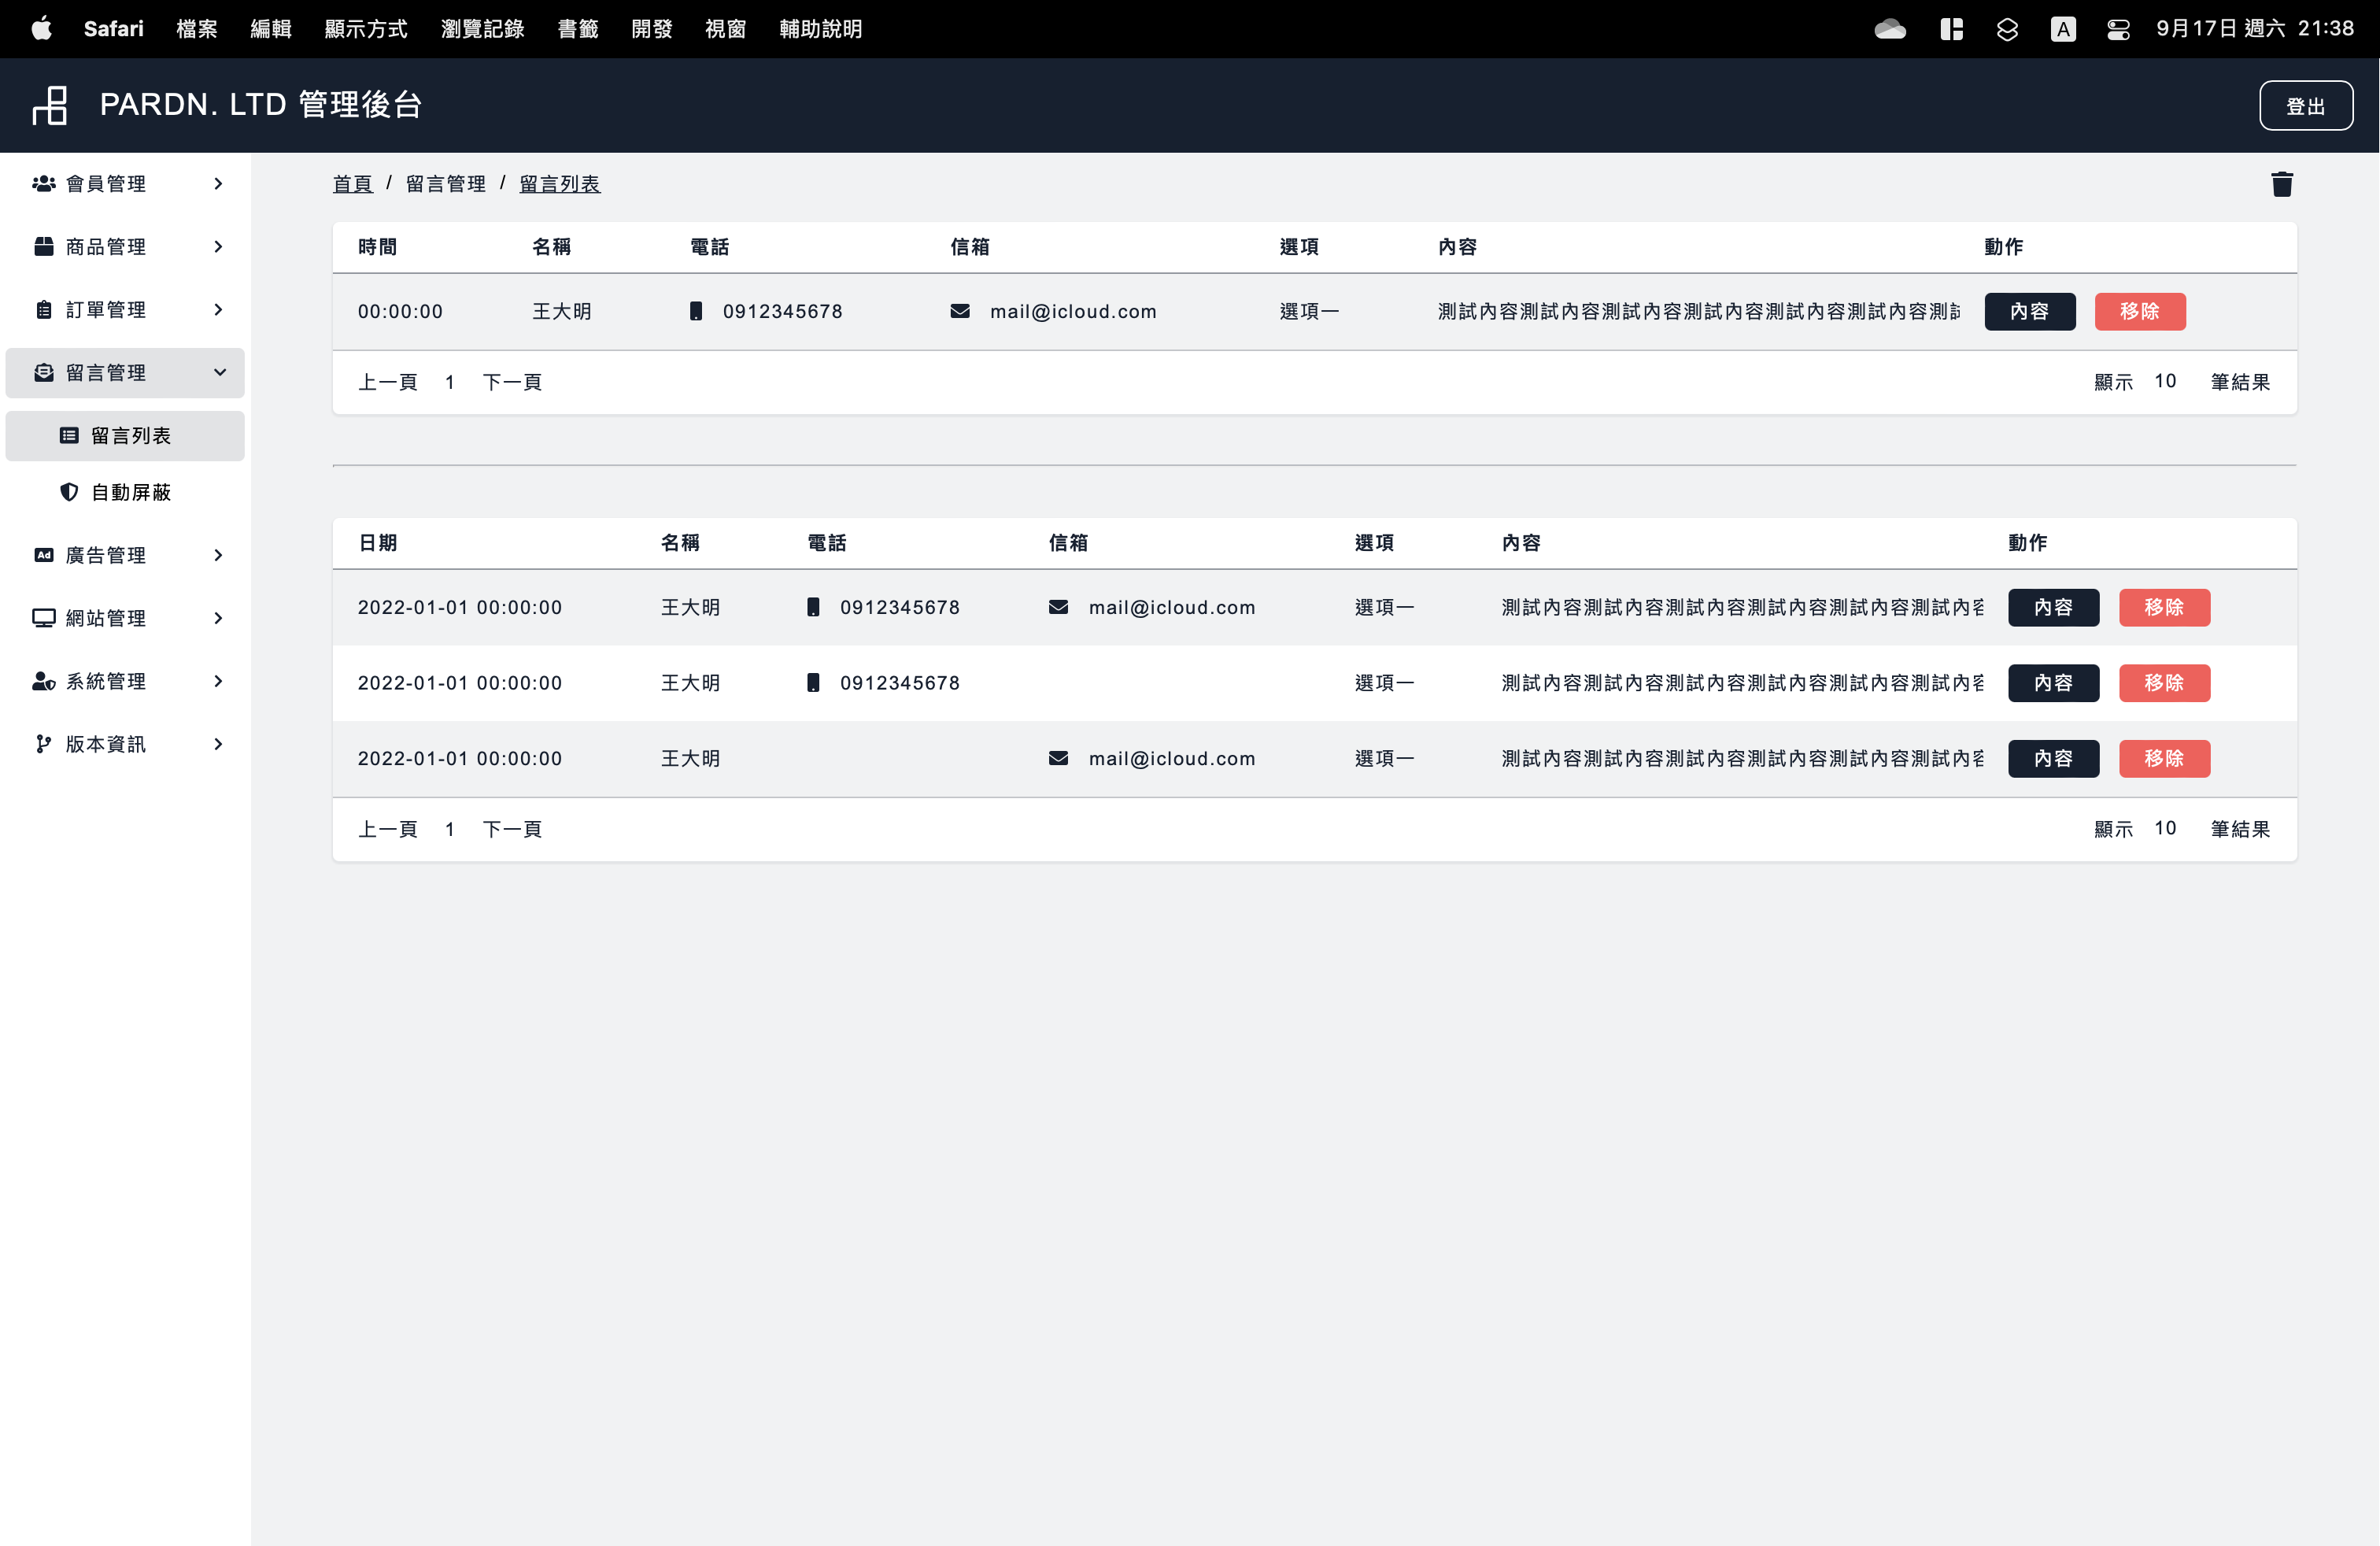 Safari 檔案 編輯 顯示方式 瀏覽記錄 書籤 開發 視窗 輔助說明 A 9月17日 週六 21:38
PARDN. LTD 管理後台 登出
會員管理
商品管理
訂單管理
留言管理
留言列表
自動屏蔽
Ad 廣告管理
網站管理
系統管理
版本資訊
首頁 / 留言管理 / 留言列表
時間 名稱 電話 信箱 選項 內容 動作
00:00:00 王大明 0912345678 mail@icloud.com 選項一 測試內容測試內容測試內容測試內容測試內容測試內容測 內容 移除
上一頁 1 下一頁 顯示 10 筆結果
日期 名稱 電話 信箱 選項 內容 動作
2022-01-01 00:00:00 王大明 0912345678 mail@icloud.com 選項一 測試內容測試內容測試內容測試內容測試內容測試內容 內容 移除
2022-01-01 00:00:00 王大明 0912345678 選項一 測試內容測試內容測試內容測試內容測試內容測試內容 內容 移除
2022-01-01 00:00:00 王大明 mail@icloud.com 選項一 測試內容測試內容測試內容測試內容測試內容測試內容 內容 移除
上一頁 1 下一頁 顯示 10 筆結果